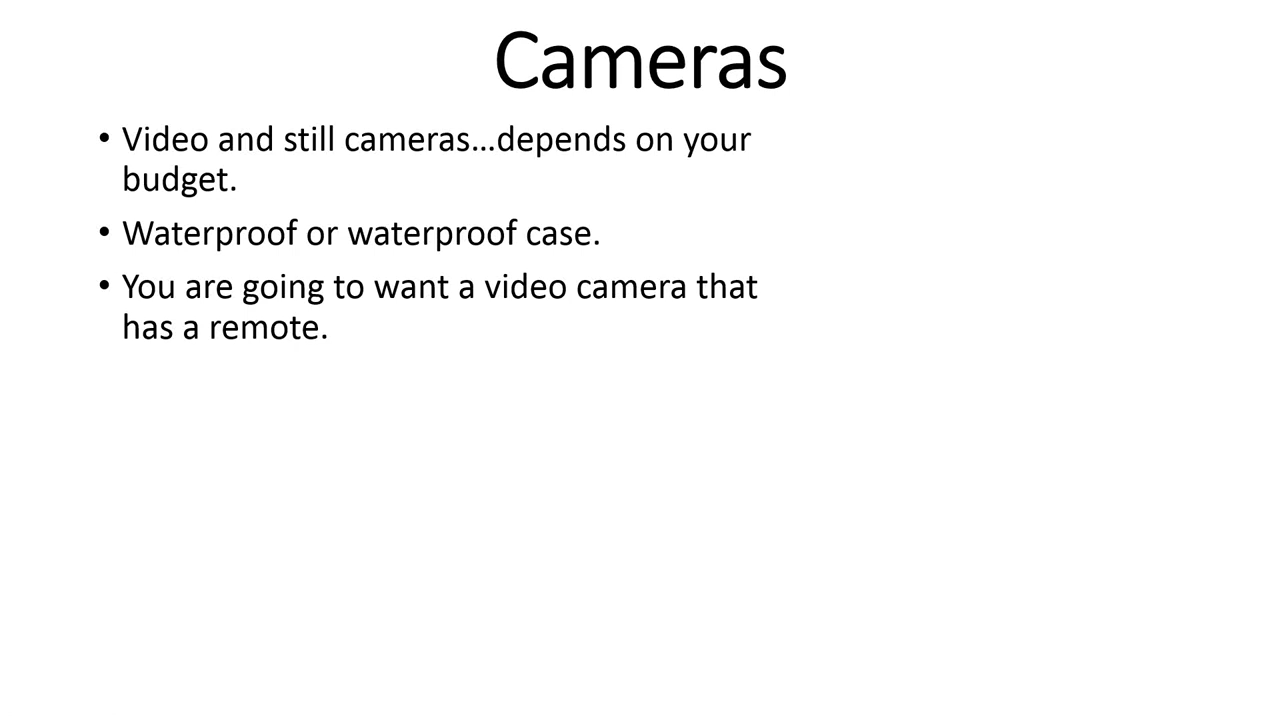 Cameras
• Video and still cameras…depends on your
budget.
• Waterproof or waterproof case.
• You are going to want a video camera that
has a remote.